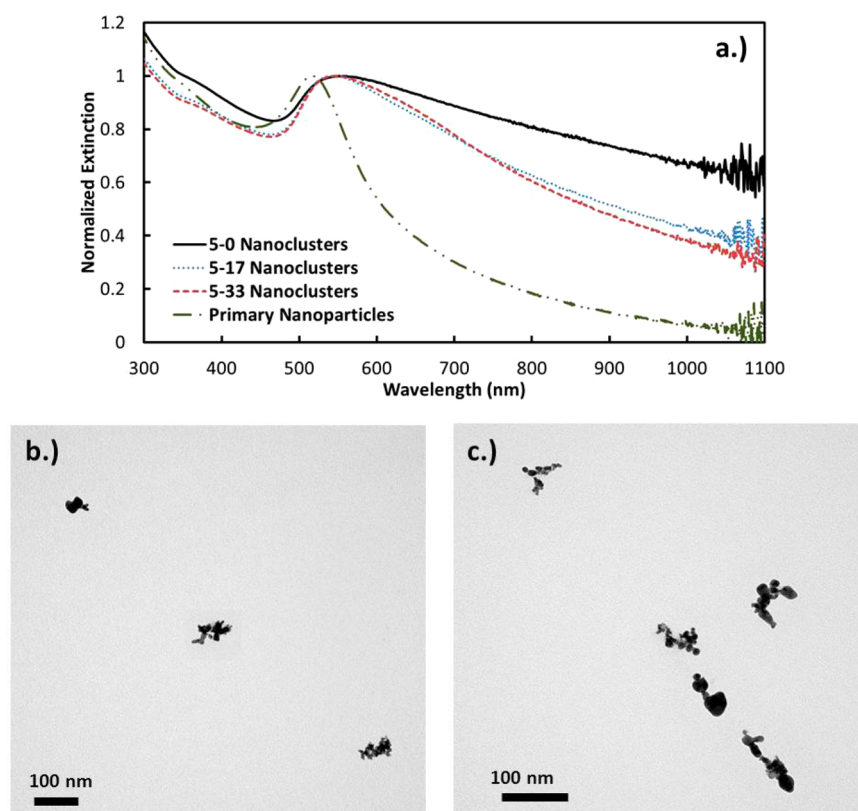 a.)
1.2
1
0.8
0.6
0.4
0.2
0
Normalized Extinction
5-0 Nanoclusters
5-17 Nanoclusters
5-33 Nanoclusters
Primary Nanoparticles
300 400 500 600 700 800 900 1000 1100
Wavelength (nm)
b.)
100 nm
c.)
100 nm